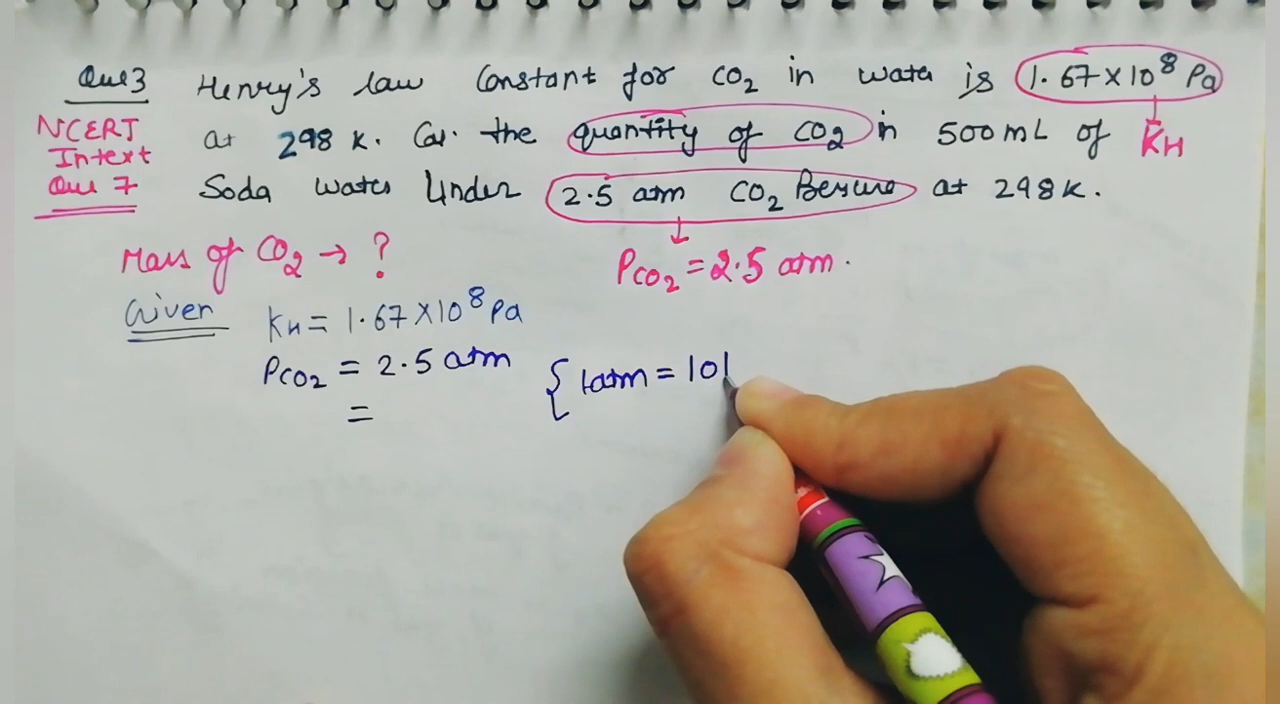 Que 3 Henry's law Constant for CO2 in water is 1.67×10^8 Pa
NCERT
Intext
Que 7
at 298 K. Cal. the quantity of CO2 in 500 mL of KH
Soda water Under 2.5 atm CO2 Pressure at 298K.
Mass of CO2 → ?
PCO2 = 2.5 atm.
Given KH = 1.67×10^8 Pa
PCO2 = 2.5 atm { 1atm = 101
=